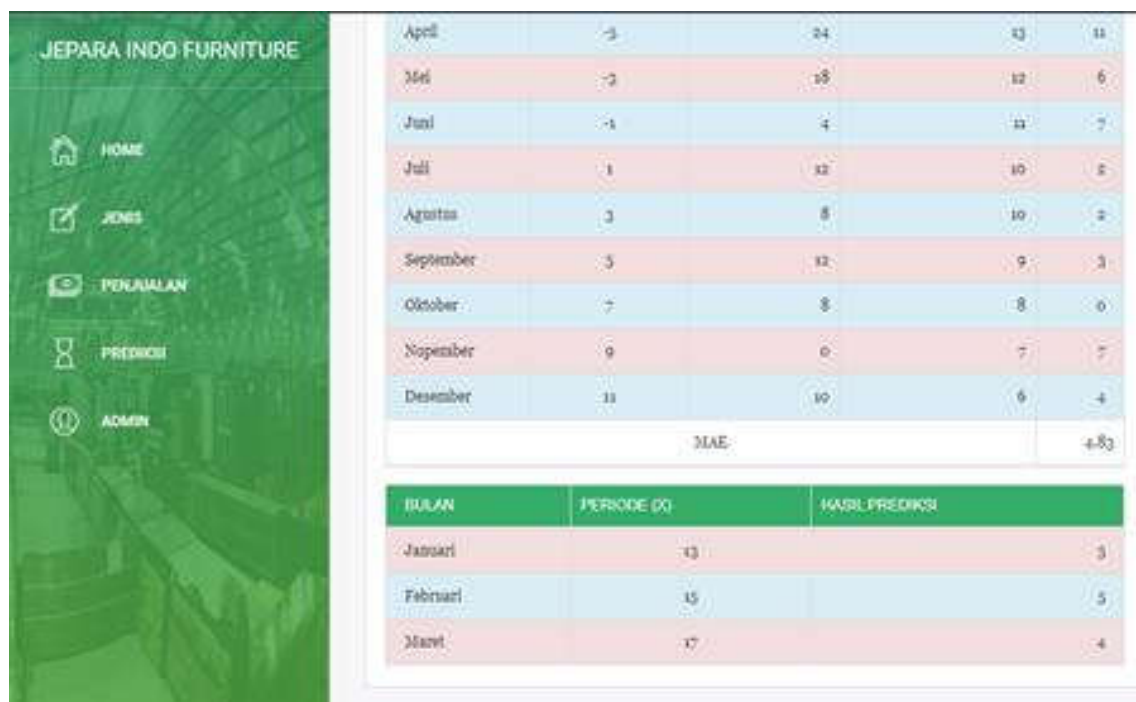 JEPARA INDO FURNITURE
HOME
JENIS
PENJUALAN
PREDIKSI
ADMIN
April -5 24 13 11
Mei -3 18 12 6
Juni -1 4 11 7
Juli 1 12 10 2
Agustus 3 8 10 2
September 5 12 9 3
Oktober 7 8 8 0
Nopember 9 0 7 7
Desember 11 10 6 4
MAE 4.83
BULAN PERIODE (X) HASIL PREDIKSI
Januari 13 5
Februari 15 5
Maret 17 4